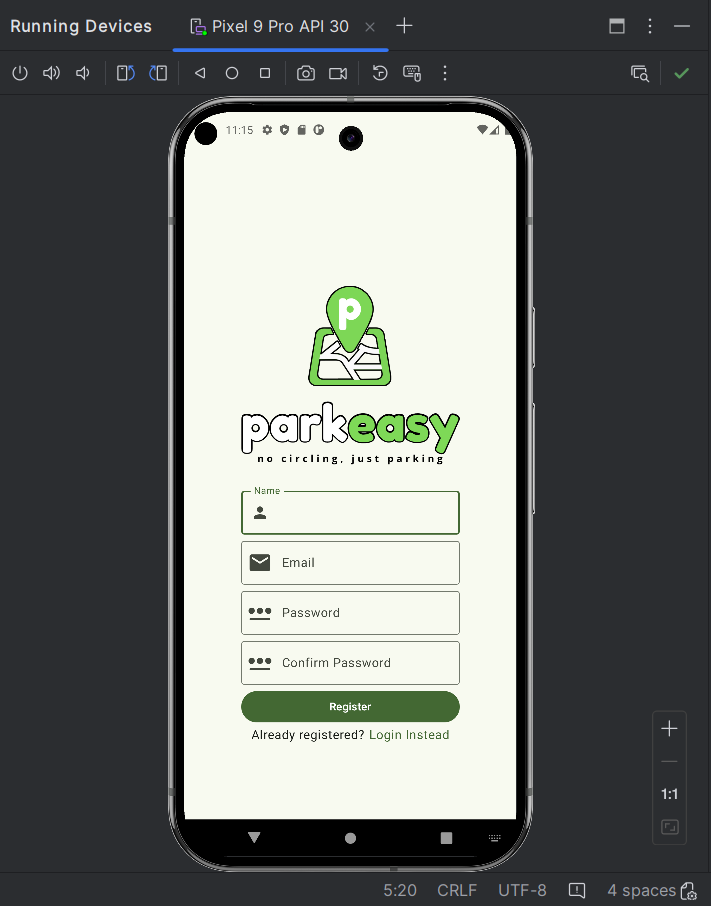 Running Devices Pixel 9 Pro API 30
11:15
p
parkeasy
no circling, just parking
Name
Email
Password
Confirm Password
Register
Already registered? Login Instead
1:1
5:20 CRLF UTF-8 4 spaces